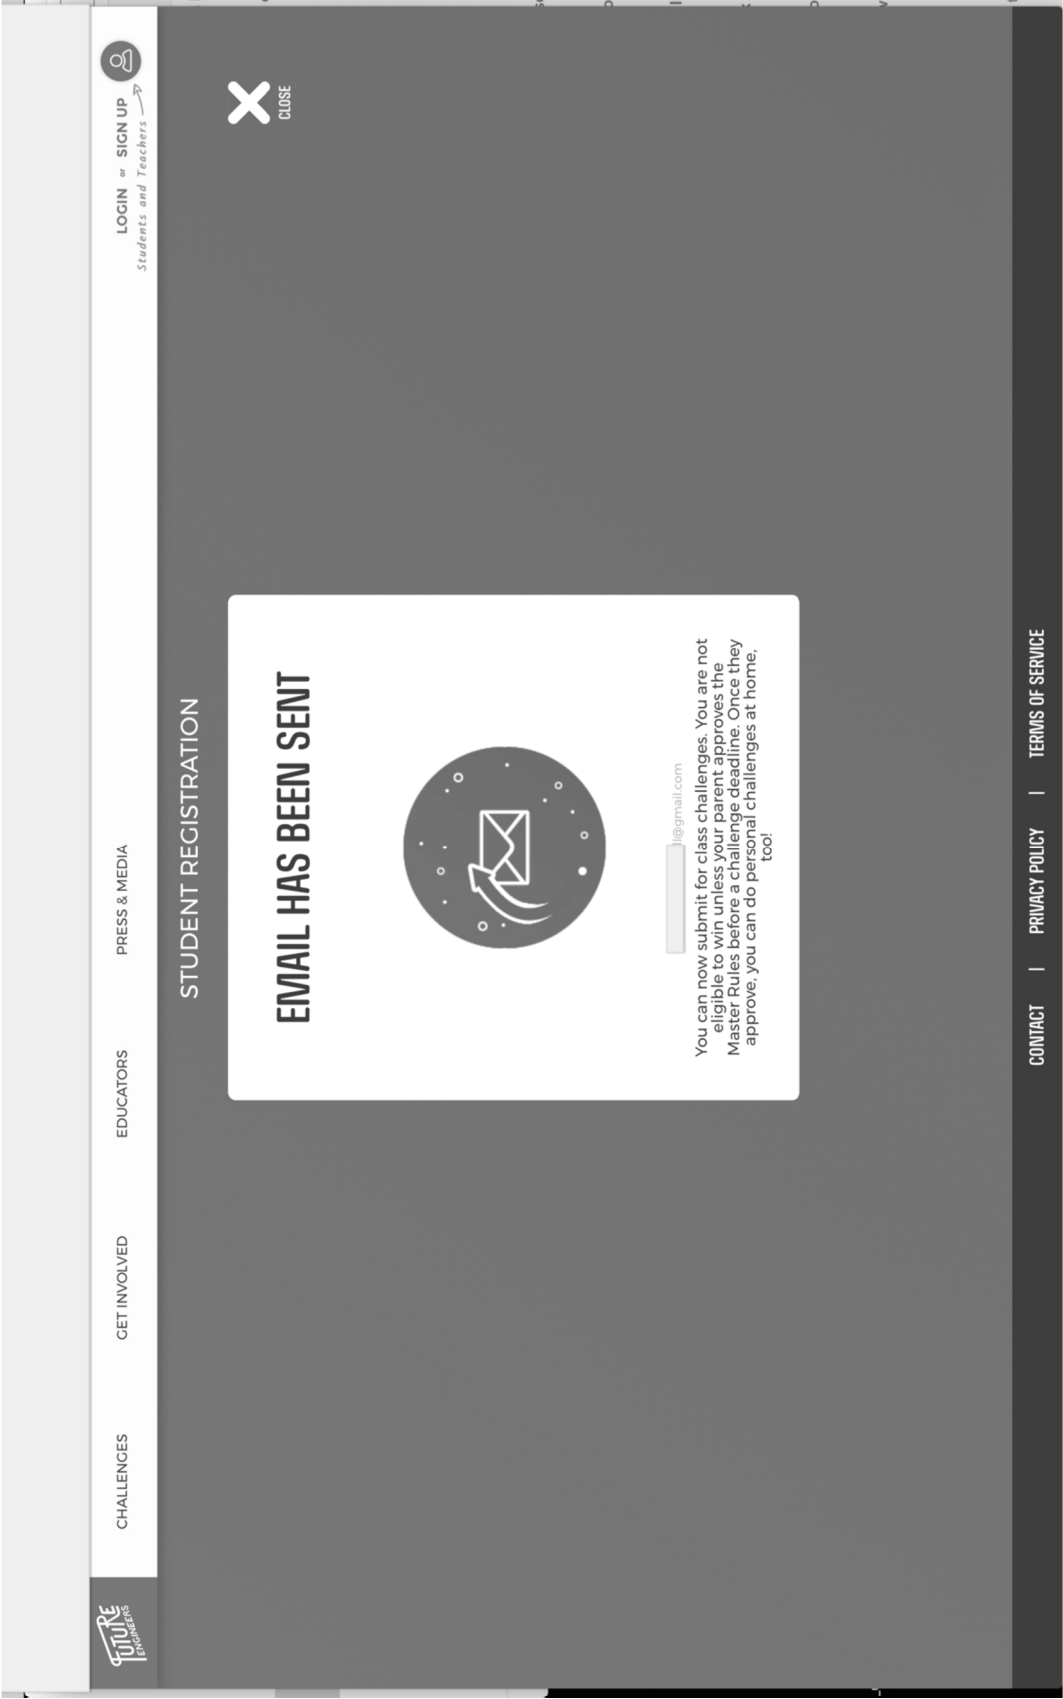 FUTURE
ENGINEERS
CHALLENGES
GET INVOLVED
EDUCATORS
PRESS & MEDIA
LOGIN or SIGN UP
Students and Teachers
STUDENT REGISTRATION
CLOSE
EMAIL HAS BEEN SENT
@gmail.com
You can now submit for class challenges. You are not
eligible to win unless your parent approves the
Master Rules before a challenge deadline. Once they
approve, you can do personal challenges at home,
too!
CONTACT | PRIVACY POLICY | TERMS OF SERVICE